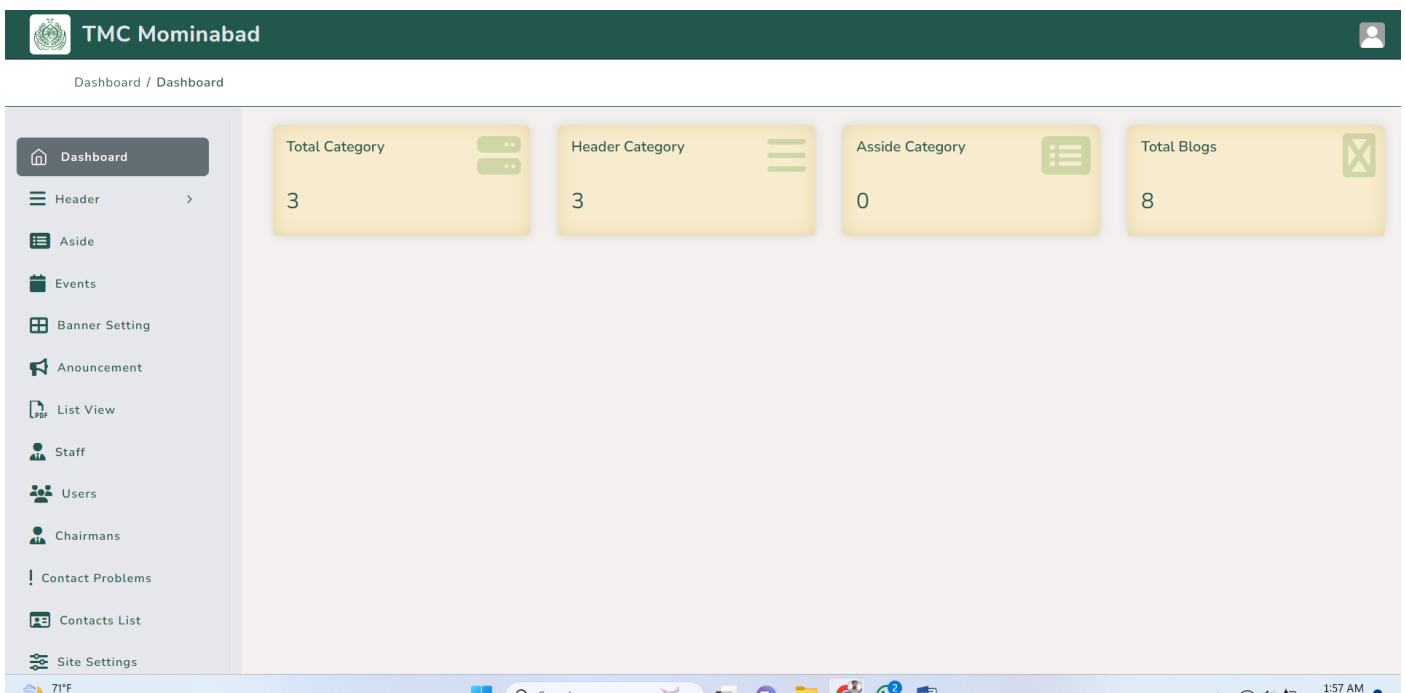 TMC Mominabad
Dashboard / Dashboard
Dashboard
Header
Aside
Events
Banner Setting
Anouncement
PDF List View
Staff
Users
Chairmans
Contact Problems
Contacts List
Site Settings
Total Category
3
Header Category
3
Asside Category
0
Total Blogs
8
71°F
2
1:57 AM